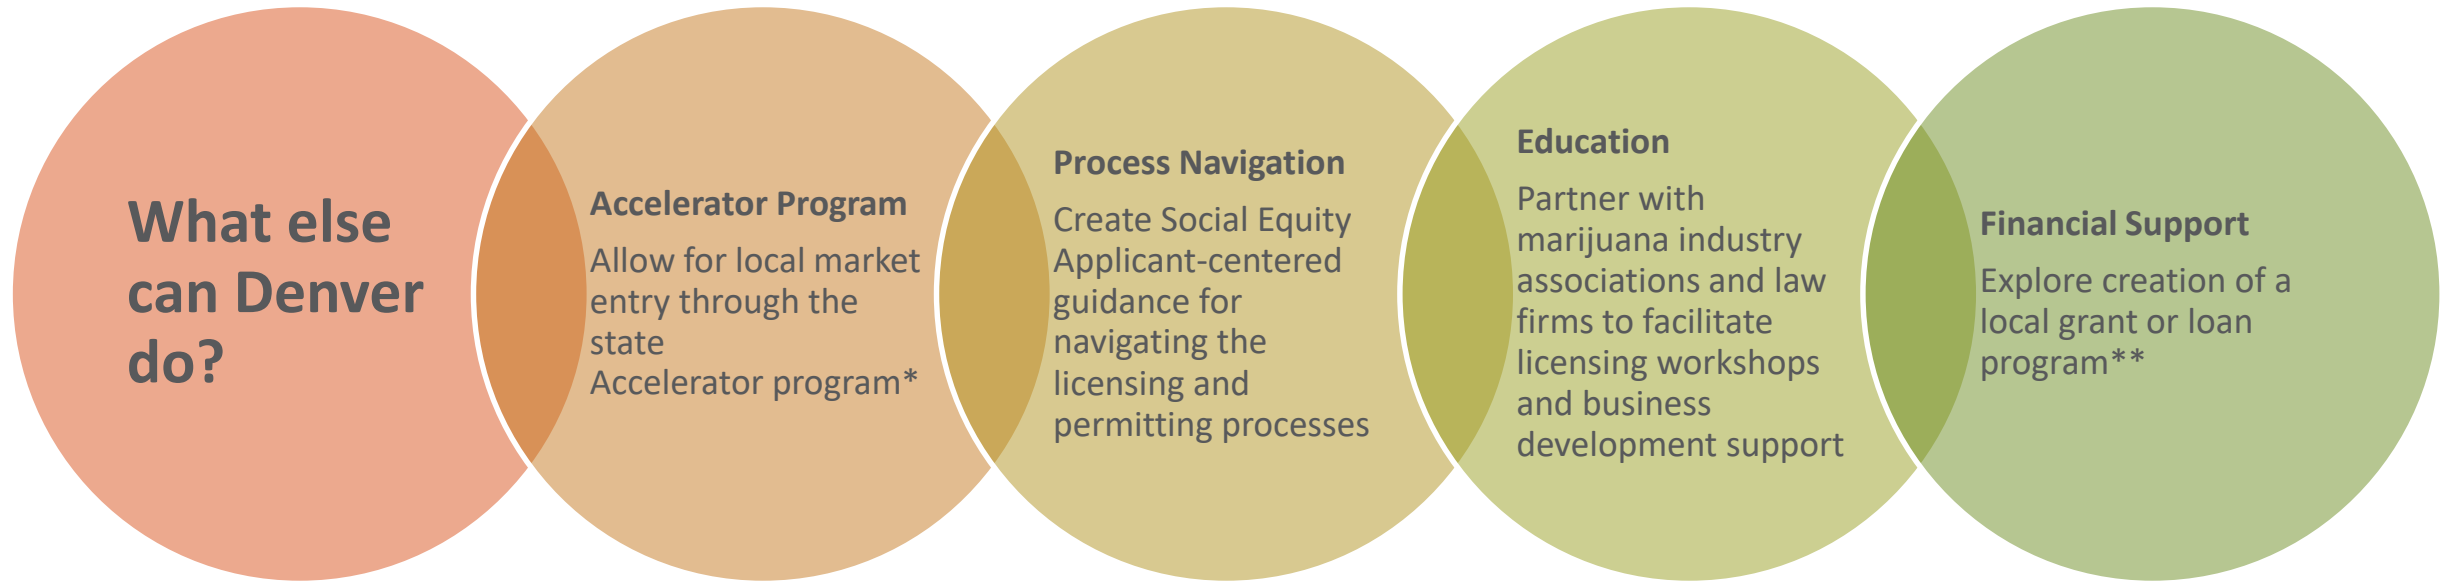 What else
can Denver
do?
Accelerator Program
Allow for local market
entry through the
state
Accelerator program*
Process Navigation
Create Social Equity
Applicant-centered
guidance for
navigating the
licensing and
permitting processes
Education
Partner with
marijuana industry
associations and law
firms to facilitate
licensing workshops
and business
development support
Financial Support
Explore creation of a
local grant or loan
program**